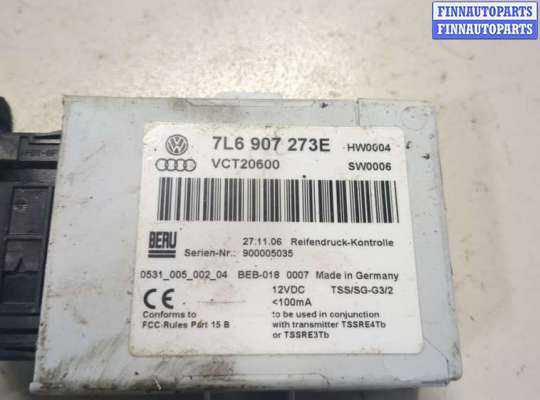 FINNAUTOPARTS
FINNAUTOPARTS
7L6 907 273E HW0004
VCT20600 SW0006
BERU
27.11.06 Reifendruck-Kontrolle
Serien-Nr.: 900005035
0531_005_002_04 BEB-018 0007 Made in Germany
CE 12VDC TSS/SG-G3/2
<100mA
Conforms to to be used in conjunction
FCC-Rules Part 15 B with transmitter TSSRE4Tb
or TSSRE3Tb